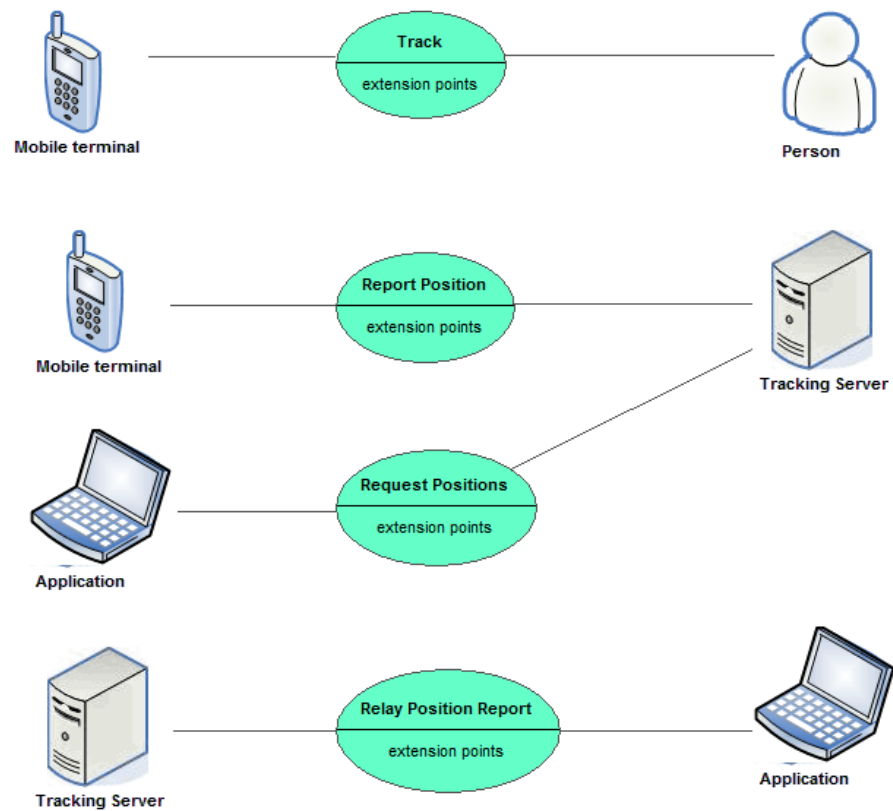 Track
extension points
Mobile terminal
Person
Report Position
extension points
Mobile terminal
Tracking Server
Request Positions
extension points
Application
Relay Position Report
extension points
Application
Tracking Server